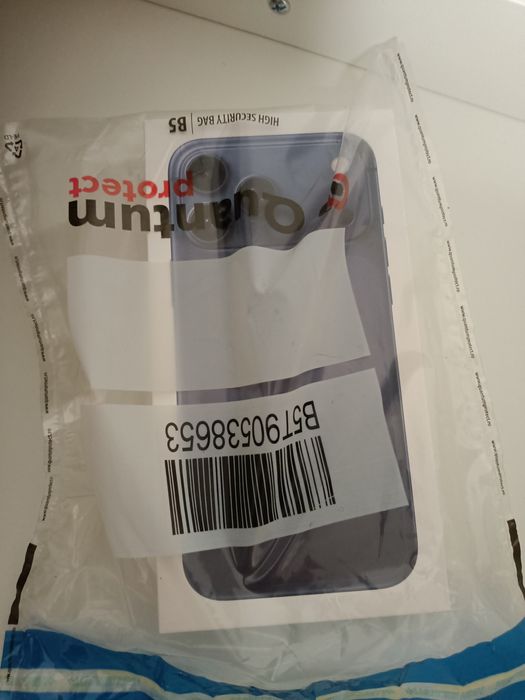 HIGH SECURITY BAG | B5
Quantum
protect
B5T90538653